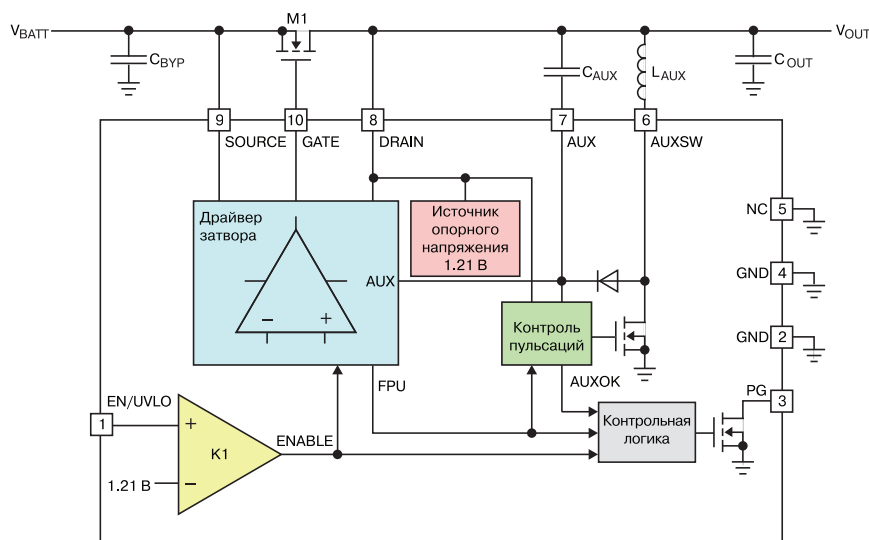 M1
VBATT
VOUT
CBYP
CAUX
LAUX
COUT
9
10
8
7
6
SOURCE
GATE
DRAIN
AUX
AUXSW
Драйвер
затвора
Источник
опорного
напряжения
1.21 В
NC
5
GND
4
AUX
− +
Контроль
пульсаций
GND
2
FPU
AUXOK
PG
3
EN/UVLO
1
+
K1
ENABLE
Контрольная
логика
1.21 В
−